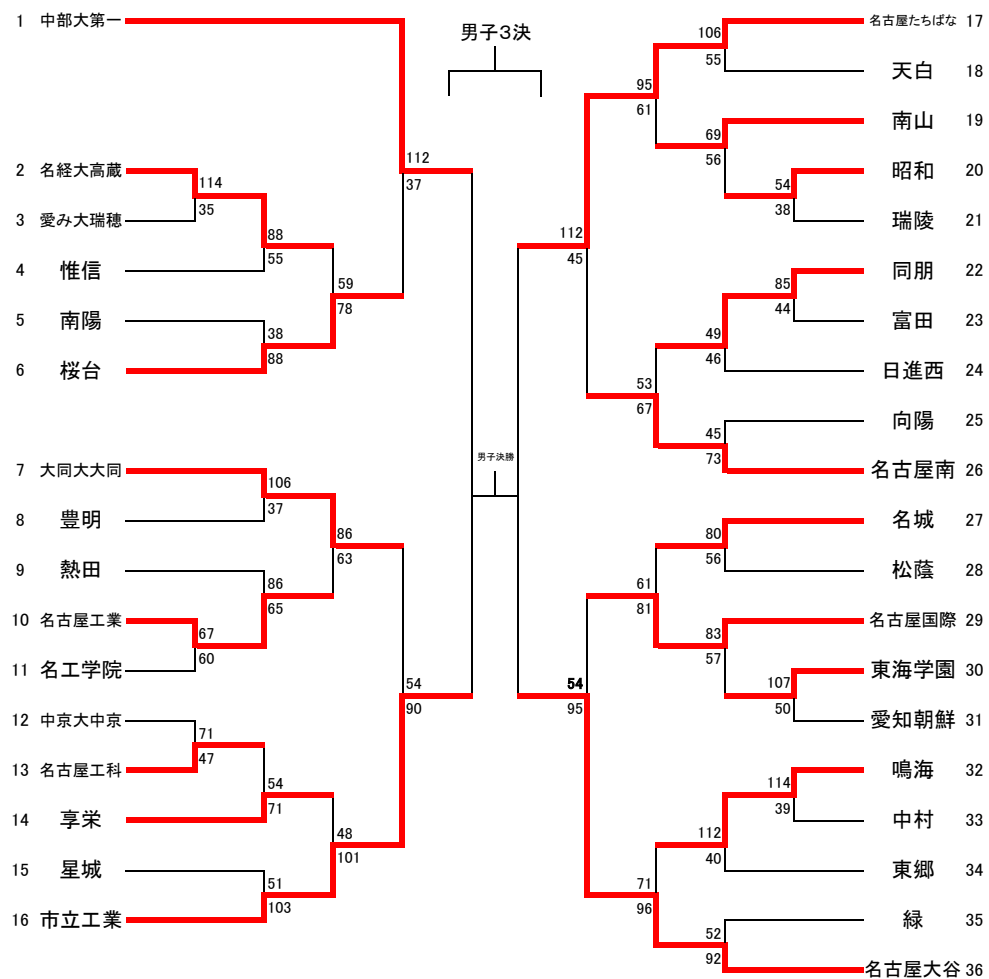 男子3決
1 中部大第一
2 名経大高蔵
3 愛み大瑞穂
4 惟信
5 南陽
6 桜台
7 大同大大同
8 豊明
9 熱田
10 名古屋工業
11 名工学院
12 中京大中京
13 名古屋工科
14 享栄
15 星城
16 市立工業
114
35
88
55
38
88
59
78
112
37
106
37
86
65
67
60
86
63
71
47
54
71
51
103
48
101
54
90
男子決勝
名古屋たちばな 17
天白 18
南山 19
昭和 20
瑞陵 21
同朋 22
富田 23
日進西 24
向陽 25
名古屋南 26
名城 27
松蔭 28
名古屋国際 29
東海学園 30
愛知朝鮮 31
鳴海 32
中村 33
東郷 34
緑 35
名古屋大谷 36
106
55
95
61
69
56
54
38
112
45
85
44
49
46
53
67
45
73
80
56
61
81
83
57
107
50
54
95
114
39
112
40
71
96
52
92